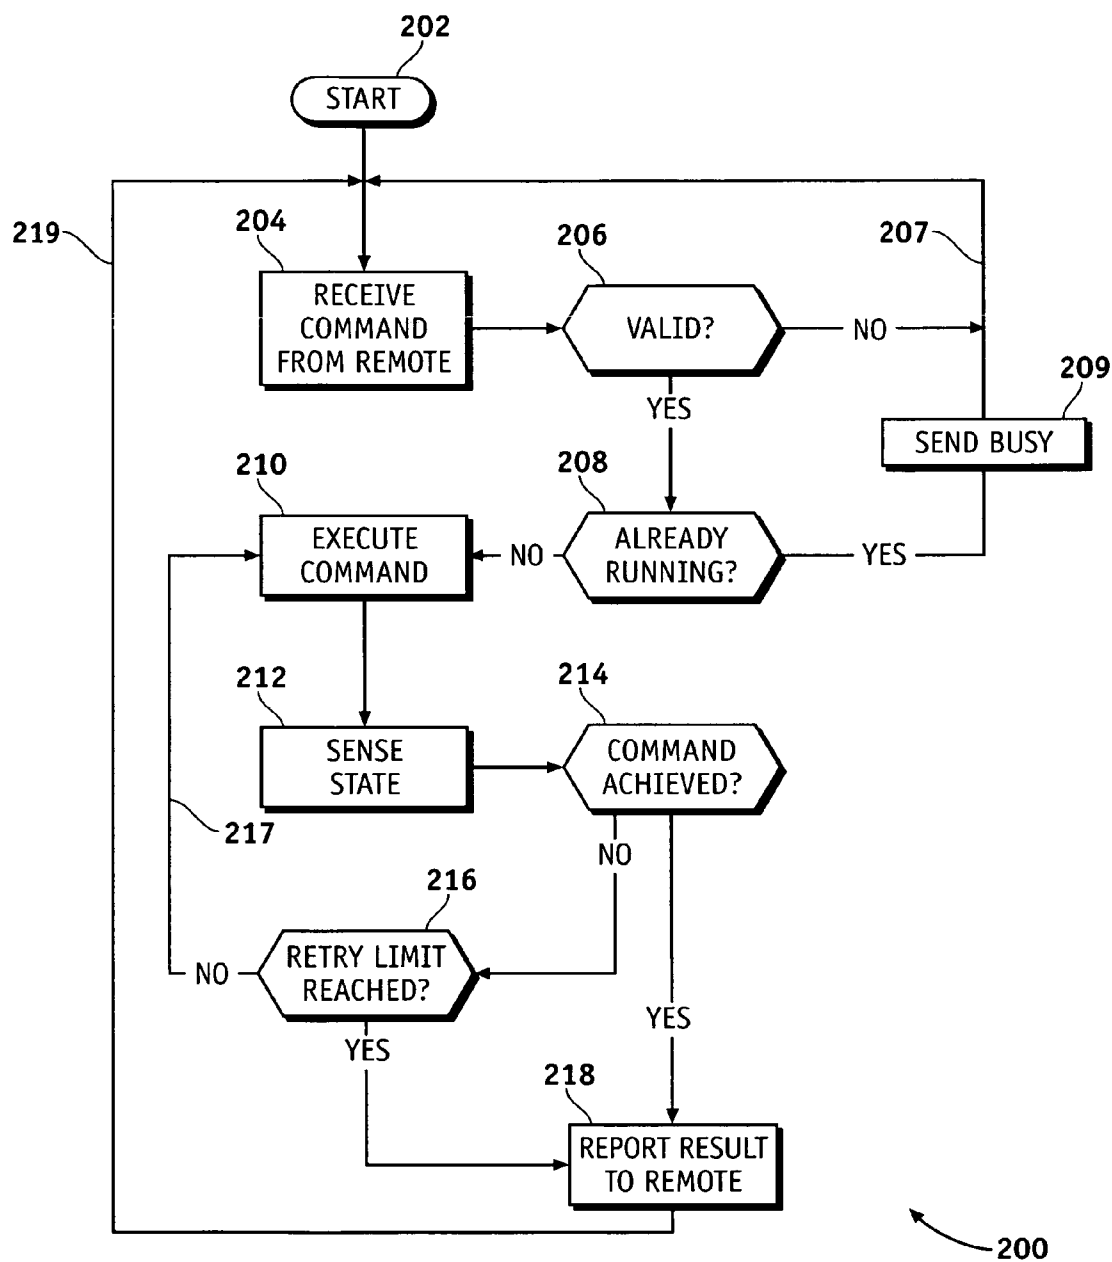 202
START
219
204
206
207
RECEIVE
COMMAND
FROM REMOTE
VALID?
NO
209
YES
SEND BUSY
210
208
EXECUTE
COMMAND
NO
ALREADY
RUNNING?
YES
212
214
SENSE
STATE
COMMAND
ACHIEVED?
217
NO
216
RETRY LIMIT
REACHED?
NO
YES
YES
218
REPORT RESULT
TO REMOTE
200